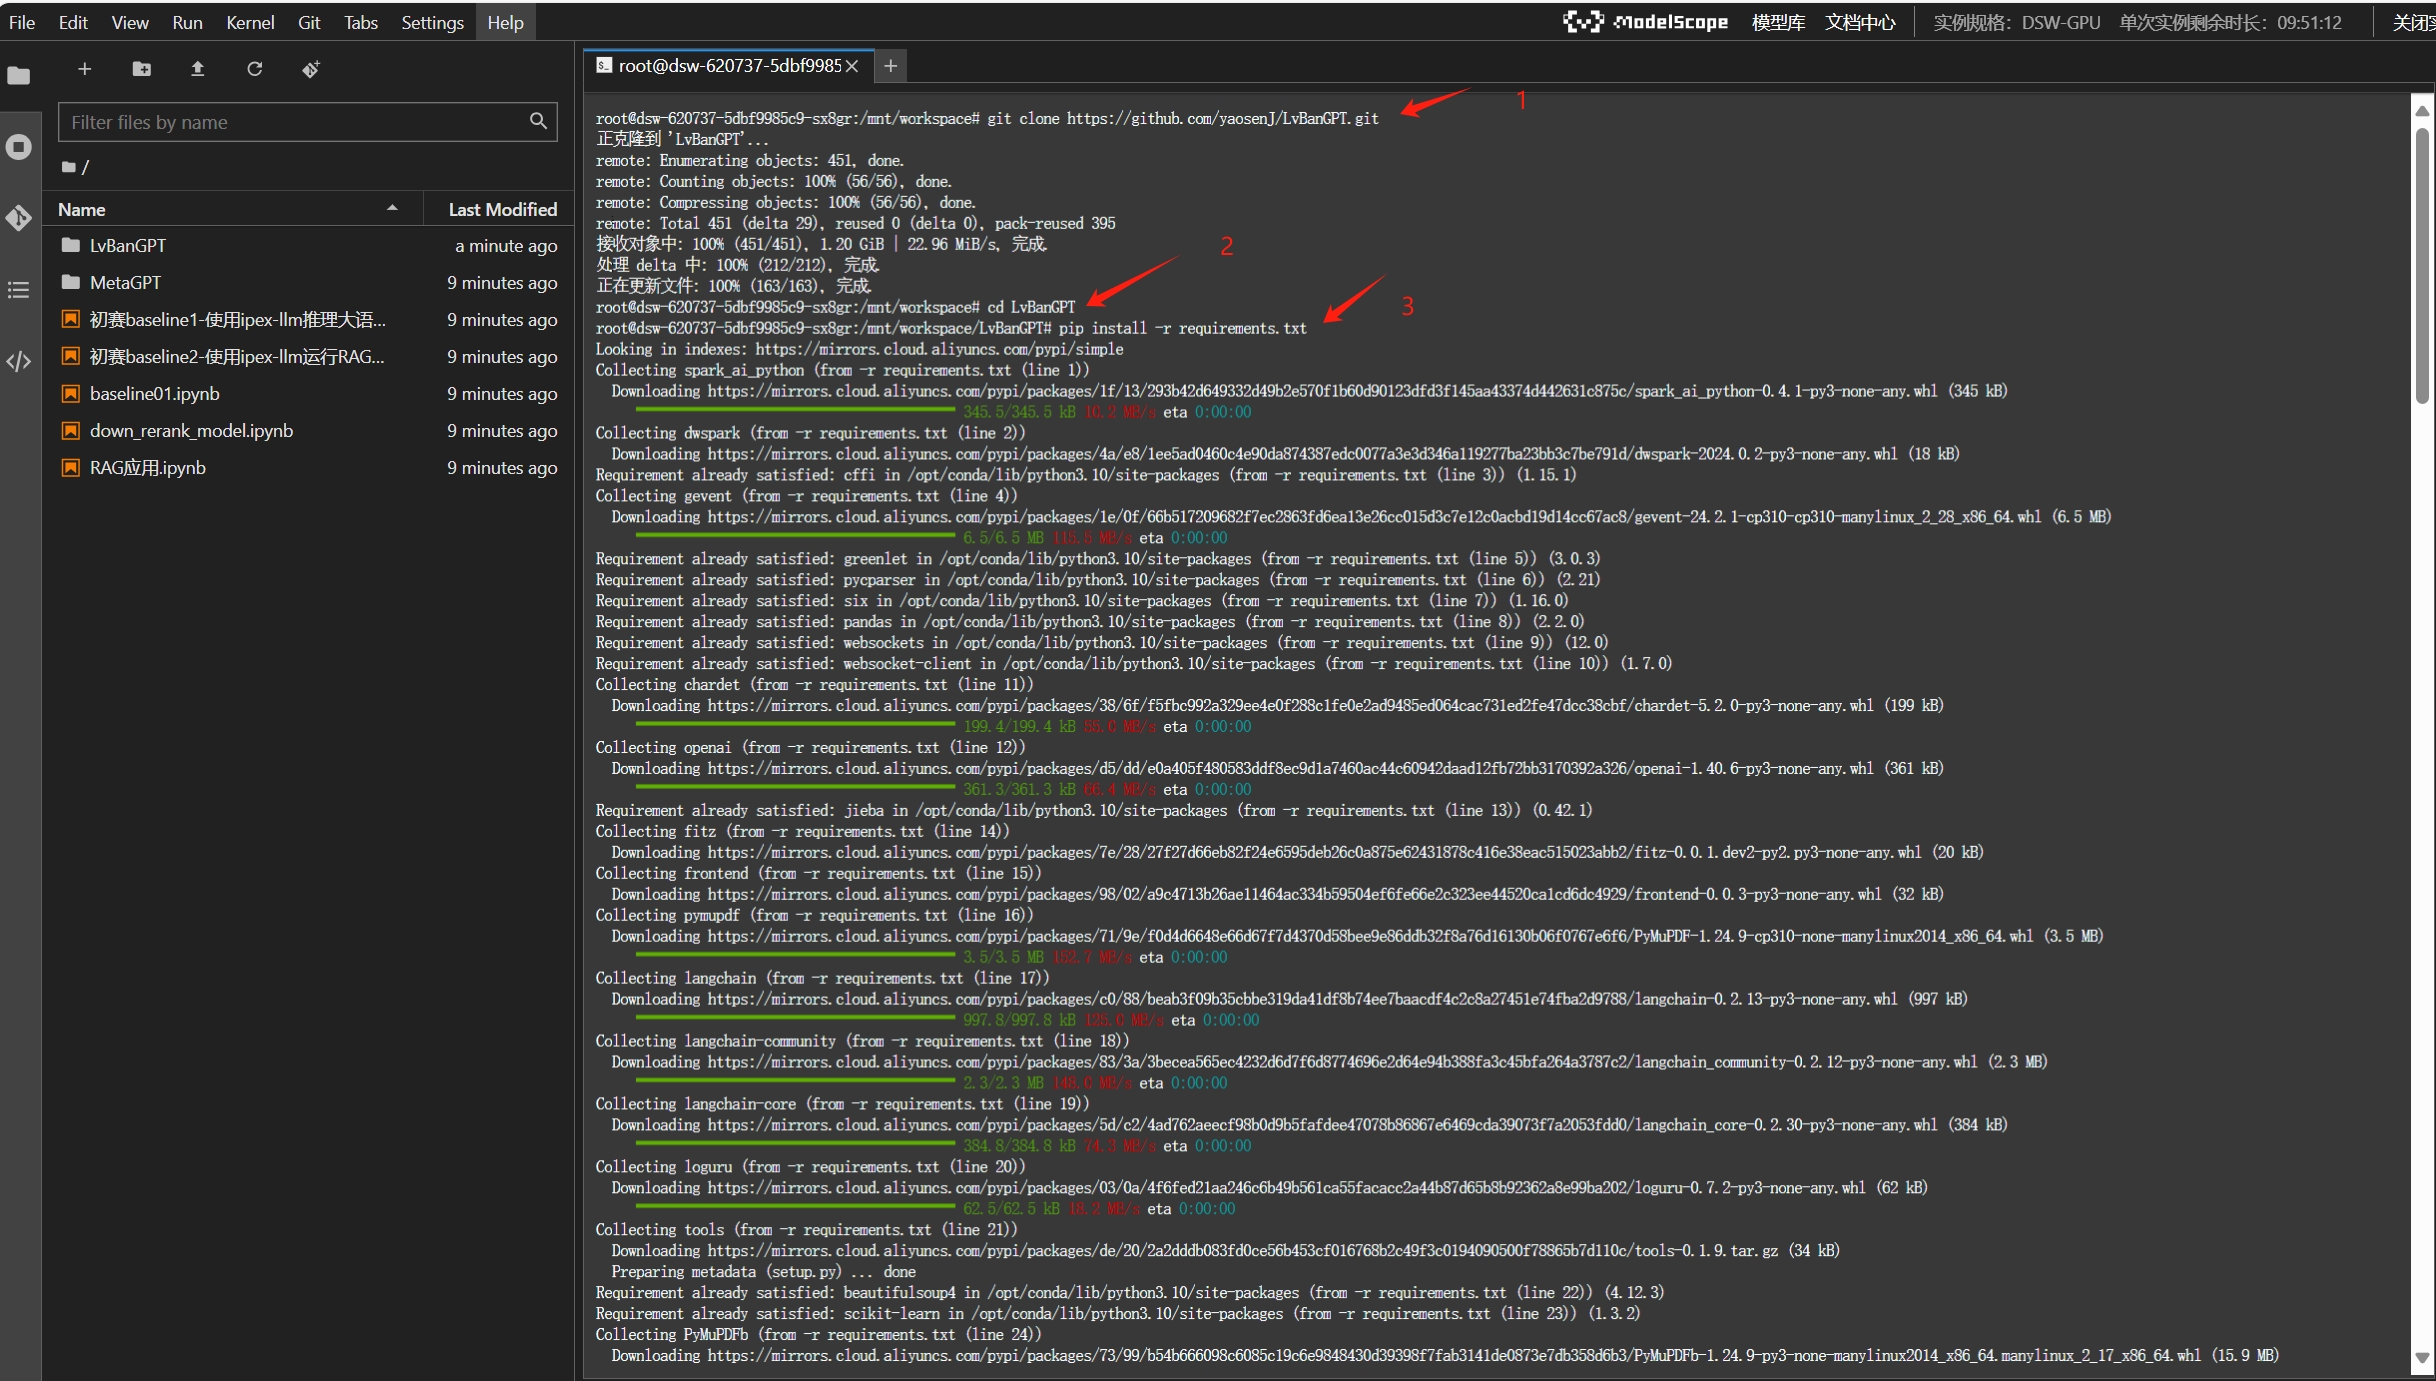 File Edit View Run Kernel Git Tabs Settings Help
ModelScope 模型库 文档中心 实例规格: DSW-GPU 单次实例剩余时长: 09:51:12
Filter files by name
/
Name Last Modified
LvBanGPT a minute ago
MetaGPT 9 minutes ago
初赛baseline1-使用ipex-llm推理大语... 9 minutes ago
初赛baseline2-使用ipex-llm运行RAG... 9 minutes ago
baseline01.ipynb 9 minutes ago
down_rerank_model.ipynb 9 minutes ago
RAG应用.ipynb 9 minutes ago
root@dsw-620737-5dbf9985
1
root@dsw-620737-5dbf9985c9-sx8gr:/mnt/workspace# git clone https://github.com/yaosenJ/LvBanGPT.git
正克隆到 'LvBanGPT'...
remote: Enumerating objects: 451, done.
remote: Counting objects: 100% (56/56), done.
remote: Compressing objects: 100% (56/56), done.
remote: Total 451 (delta 29), reused 0 (delta 0), pack-reused 395
接收对象中: 100% (451/451), 1.20 GiB | 22.96 MiB/s, 完成.
2
处理 delta 中: 100% (212/212), 完成.
正在更新文件: 100% (163/163), 完成.
root@dsw-620737-5dbf9985c9-sx8gr:/mnt/workspace# cd LvBanGPT
3
root@dsw-620737-5dbf9985c9-sx8gr:/mnt/workspace/LvBanGPT# pip install -r requirements.txt
Looking in indexes: https://mirrors.cloud.aliyuncs.com/pypi/simple
Collecting spark_ai_python (from -r requirements.txt (line 1))
Downloading https://mirrors.cloud.aliyuncs.com/pypi/packages/1f/13/293b42d649332d49b2e570f1b60d90123dfd3f145aa43374d442631c875c/spark_ai_python-0.4.1-py3-none-any.whl (345 kB)
345.5/345.5 kB 10.2 MB/s eta 0:00:00
Collecting dwspark (from -r requirements.txt (line 2))
Downloading https://mirrors.cloud.aliyuncs.com/pypi/packages/4a/e8/1ee5ad0460c4e90da874387edc0077a3e3d346a119277ba23bb3c7be791d/dwspark-2024.0.2-py3-none-any.whl (18 kB)
Requirement already satisfied: cffi in /opt/conda/lib/python3.10/site-packages (from -r requirements.txt (line 3)) (1.15.1)
Collecting gevent (from -r requirements.txt (line 4))
Downloading https://mirrors.cloud.aliyuncs.com/pypi/packages/1e/0f/66b517209682f7ec2863fd6ea13e26cc015d3c7e12c0acbd19d14cc67ac8/gevent-24.2.1-cp310-cp310-manylinux_2_28_x86_64.whl (6.5 MB)
6.5/6.5 MB 115.5 MB/s eta 0:00:00
Requirement already satisfied: greenlet in /opt/conda/lib/python3.10/site-packages (from -r requirements.txt (line 5)) (3.0.3)
Requirement already satisfied: pycparser in /opt/conda/lib/python3.10/site-packages (from -r requirements.txt (line 6)) (2.21)
Requirement already satisfied: six in /opt/conda/lib/python3.10/site-packages (from -r requirements.txt (line 7)) (1.16.0)
Requirement already satisfied: pandas in /opt/conda/lib/python3.10/site-packages (from -r requirements.txt (line 8)) (2.2.0)
Requirement already satisfied: websockets in /opt/conda/lib/python3.10/site-packages (from -r requirements.txt (line 9)) (12.0)
Requirement already satisfied: websocket-client in /opt/conda/lib/python3.10/site-packages (from -r requirements.txt (line 10)) (1.7.0)
Collecting chardet (from -r requirements.txt (line 11))
Downloading https://mirrors.cloud.aliyuncs.com/pypi/packages/38/6f/f5fbc992a329ee4e0f288c1fe0e2ad9485ed064cac731ed2fe47dcc38cbf/chardet-5.2.0-py3-none-any.whl (199 kB)
199.4/199.4 kB 55.0 MB/s eta 0:00:00
Collecting openai (from -r requirements.txt (line 12))
Downloading https://mirrors.cloud.aliyuncs.com/pypi/packages/d5/dd/e0a405f480583ddf8ec9d1a7460ac44c60942daad12fb72bb3170392a326/openai-1.40.6-py3-none-any.whl (361 kB)
361.3/361.3 kB 66.4 MB/s eta 0:00:00
Requirement already satisfied: jieba in /opt/conda/lib/python3.10/site-packages (from -r requirements.txt (line 13)) (0.42.1)
Collecting fitz (from -r requirements.txt (line 14))
Downloading https://mirrors.cloud.aliyuncs.com/pypi/packages/7e/28/27f27d66eb82f24e6595deb26c0a875e62431878c416e38eac515023abb2/fitz-0.0.1.dev2-py2.py3-none-any.whl (20 kB)
Collecting frontend (from -r requirements.txt (line 15))
Downloading https://mirrors.cloud.aliyuncs.com/pypi/packages/98/02/a9c4713b26ae11464ac334b59504ef6fe66e2c323ee44520ca1cd6dc4929/frontend-0.0.3-py3-none-any.whl (32 kB)
Collecting pymupdf (from -r requirements.txt (line 16))
Downloading https://mirrors.cloud.aliyuncs.com/pypi/packages/71/9e/f0d4d6648e66d67f7d4370d58bee9e86ddb32f8a76d16130b06f0767e6f6/PyMuPDF-1.24.9-cp310-none-manylinux2014_x86_64.whl (3.5 MB)
3.5/3.5 MB 152.7 MB/s eta 0:00:00
Collecting langchain (from -r requirements.txt (line 17))
Downloading https://mirrors.cloud.aliyuncs.com/pypi/packages/c0/88/beab3f09b35cbbe319da41df8b74ee7baacdf4c2c8a27451e74fba2d9788/langchain-0.2.13-py3-none-any.whl (997 kB)
997.8/997.8 kB 125.0 MB/s eta 0:00:00
Collecting langchain-community (from -r requirements.txt (line 18))
Downloading https://mirrors.cloud.aliyuncs.com/pypi/packages/83/3a/3becea565ec4232d6d7f6d8774696e2d64e94b388fa3c45bfa264a3787c2/langchain_community-0.2.12-py3-none-any.whl (2.3 MB)
2.3/2.3 MB 148.0 MB/s eta 0:00:00
Collecting langchain-core (from -r requirements.txt (line 19))
Downloading https://mirrors.cloud.aliyuncs.com/pypi/packages/5d/c2/4ad762aeecf98b0d9b5fafdee47078b86867e6469cda39073f7a2053fdd0/langchain_core-0.2.30-py3-none-any.whl (384 kB)
384.8/384.8 kB 74.3 MB/s eta 0:00:00
Collecting loguru (from -r requirements.txt (line 20))
Downloading https://mirrors.cloud.aliyuncs.com/pypi/packages/03/0a/4f6fed21aa246c6b49b561ca55facacc2a44b87d65b8b92362a8e99ba202/loguru-0.7.2-py3-none-any.whl (62 kB)
62.5/62.5 kB 18.2 MB/s eta 0:00:00
Collecting tools (from -r requirements.txt (line 21))
Downloading https://mirrors.cloud.aliyuncs.com/pypi/packages/de/20/2a2dddb083fd0ce56b453cf016768b2c49f3c0194090500f78865b7d110c/tools-0.1.9.tar.gz (34 kB)
Preparing metadata (setup.py) ... done
Requirement already satisfied: beautifulsoup4 in /opt/conda/lib/python3.10/site-packages (from -r requirements.txt (line 22)) (4.12.3)
Requirement already satisfied: scikit-learn in /opt/conda/lib/python3.10/site-packages (from -r requirements.txt (line 23)) (1.3.2)
Collecting PyMuPDFb (from -r requirements.txt (line 24))
Downloading https://mirrors.cloud.aliyuncs.com/pypi/packages/73/99/b54b666098c6085c19c6e9848430d39398f7fab3141de0873e7db358d6b3/PyMuPDFb-1.24.9-py3-none-manylinux2014_x86_64.manylinux_2_17_x86_64.whl (15.9 MB)